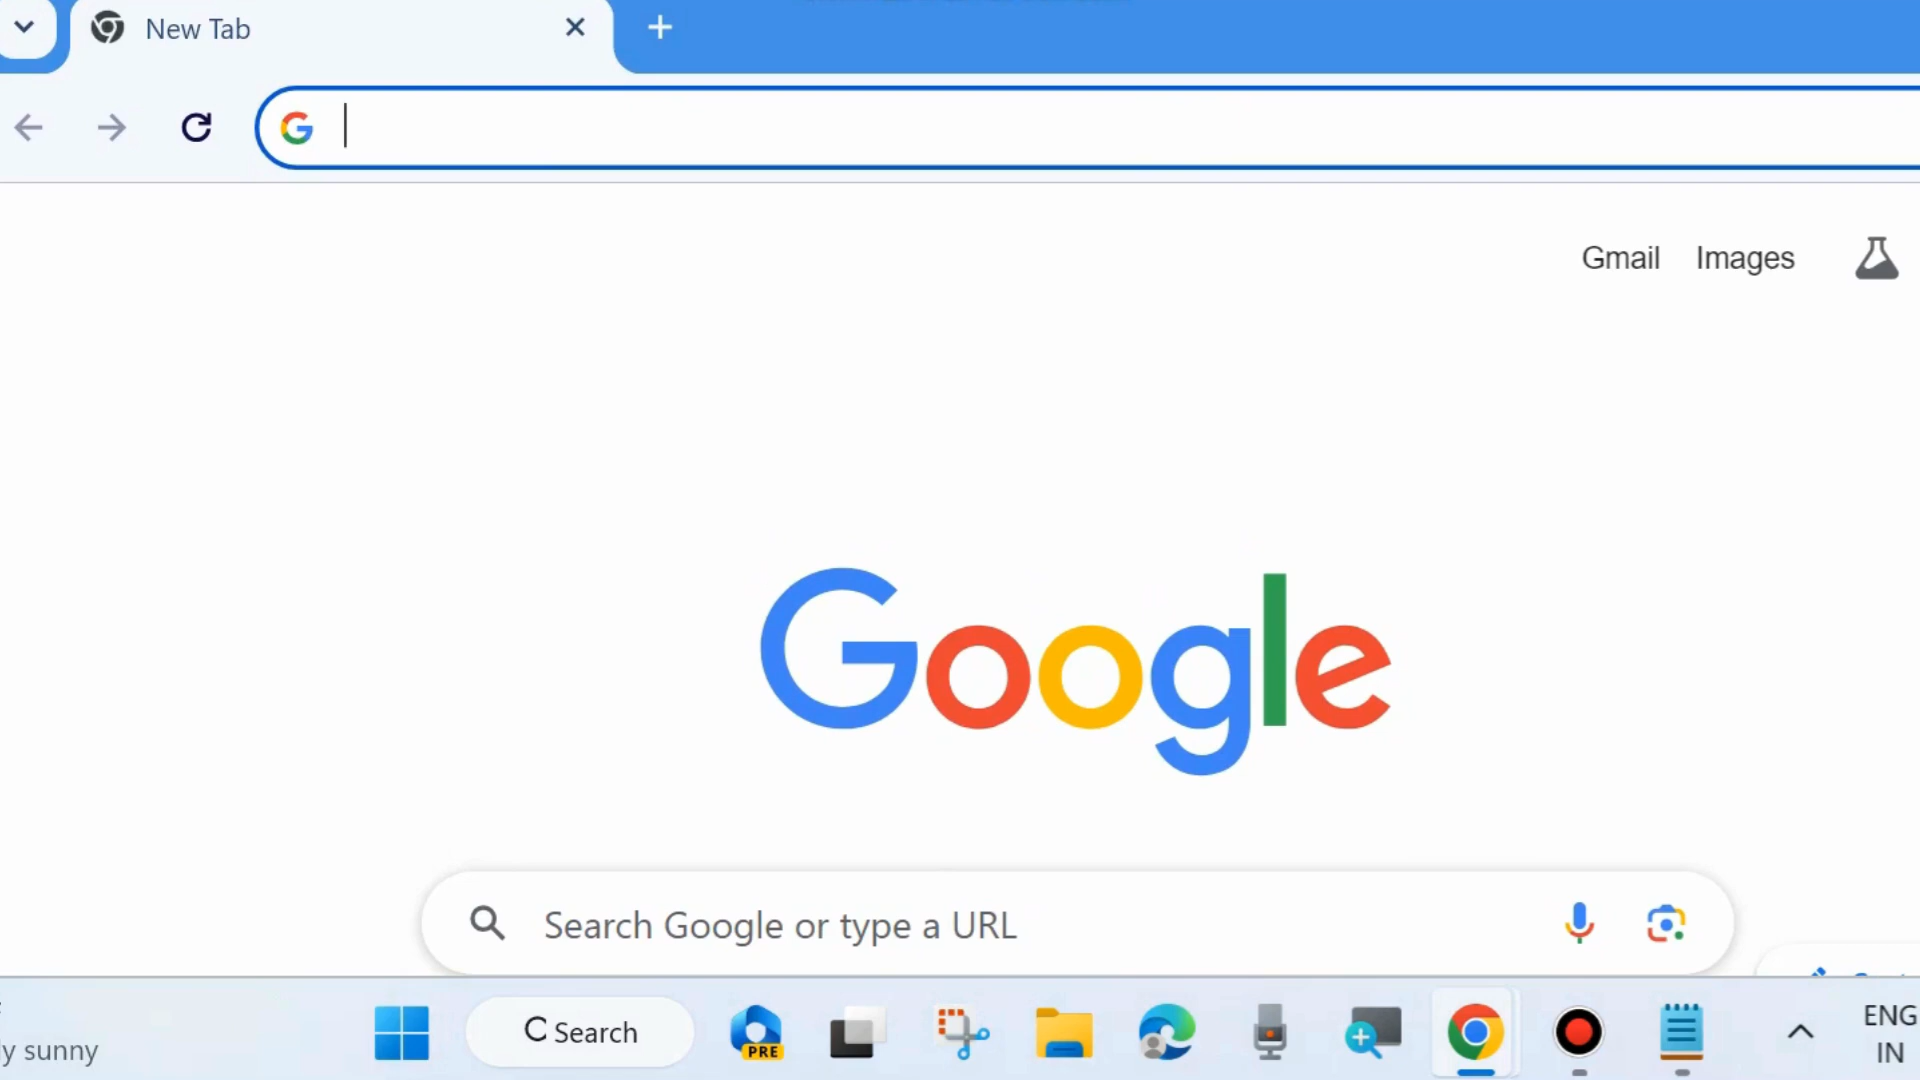 New Tab
Gmail Images
Google
Search Google or type a URL
Search
PRE
y sunny
ENG
IN